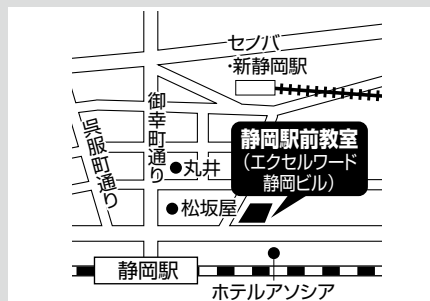 セノバ
・新静岡駅
御幸町通り
呉服町通り
静岡駅前教室
(エクセルワード
静岡ビル)
●丸井
●松坂屋
静岡駅
ホテルアソシア